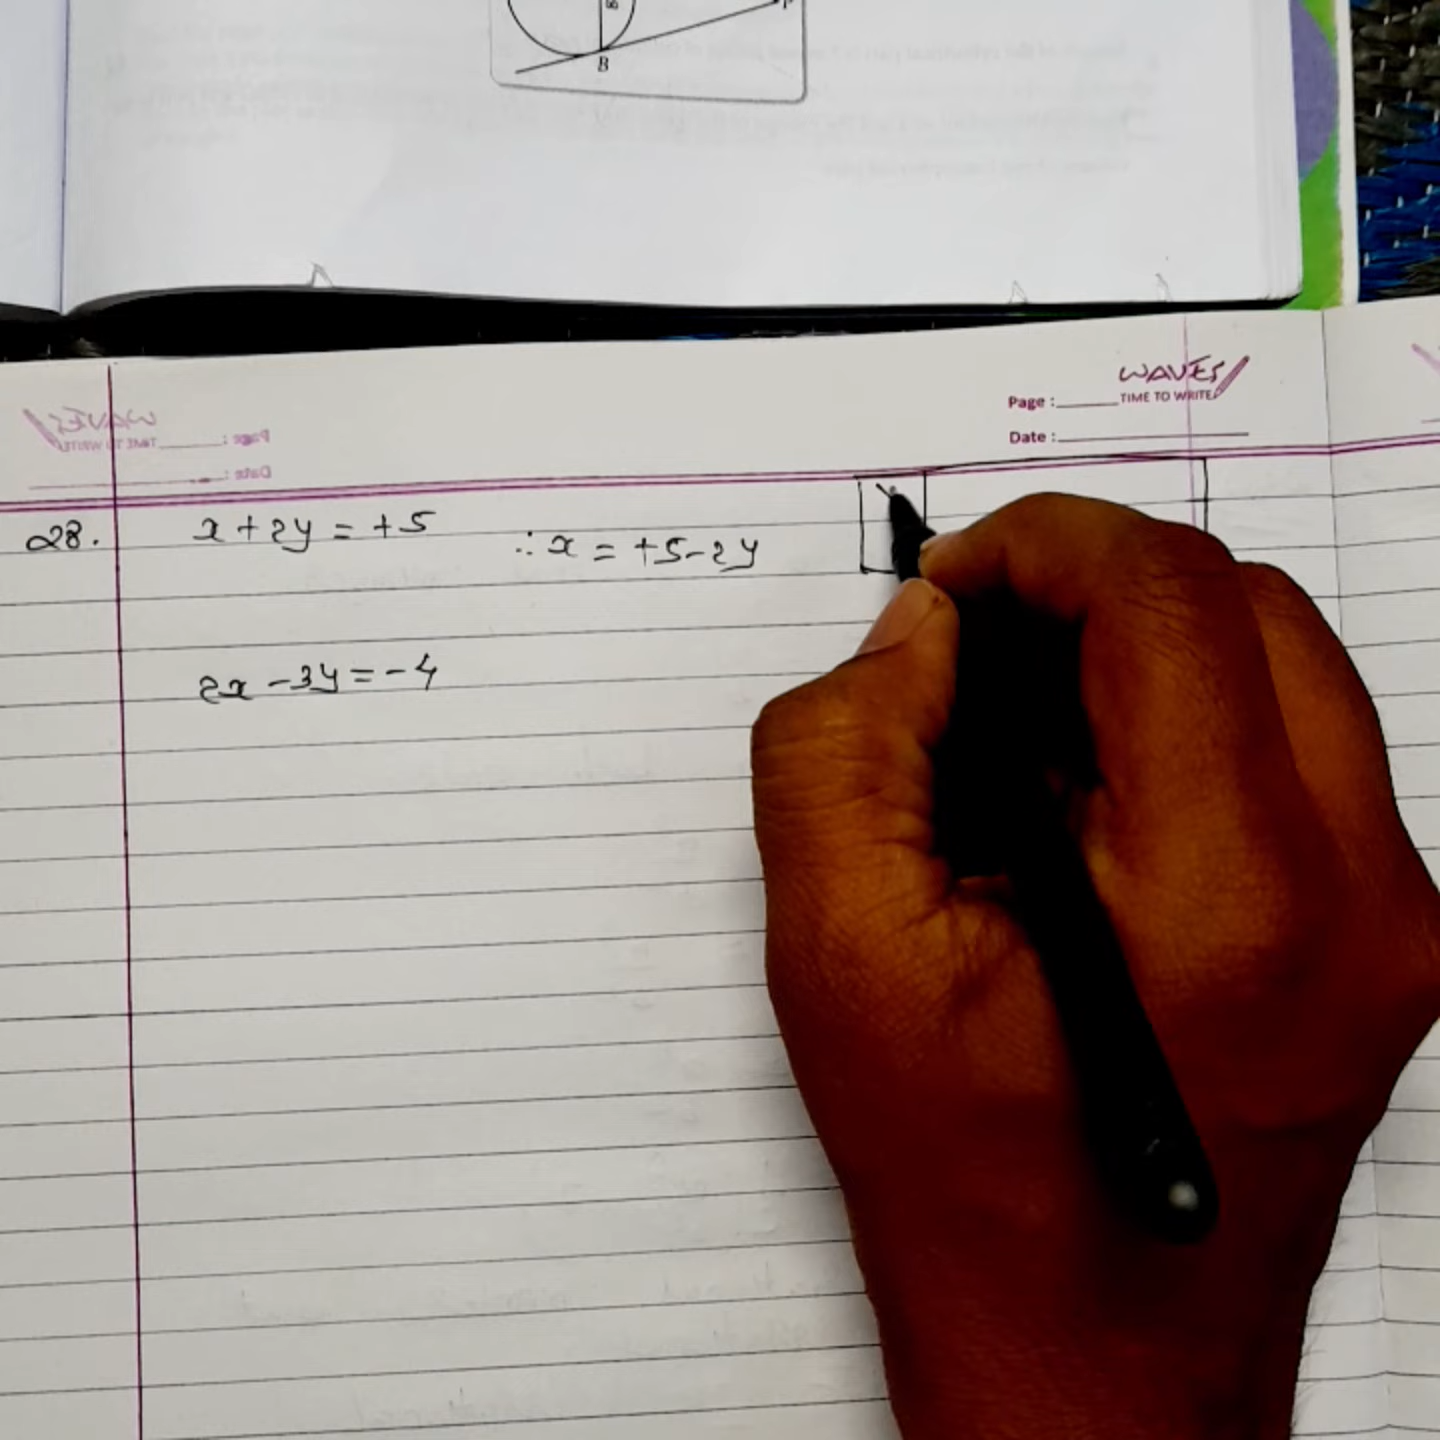 B
WAVES
TIME TO WRITE
Page :
Date :
28. x + 2y = +5 ∴ x = +5 - 2y
2x - 3y = -4